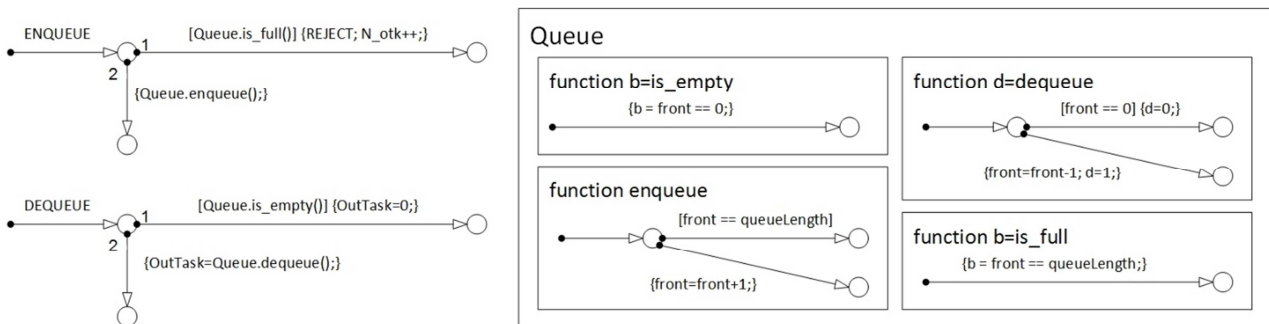 ENQUEUE
1
[Queue.is_full()] {REJECT; N_otk++;}
2
{Queue.enqueue();}
DEQUEUE
1
[Queue.is_empty()] {OutTask=0;}
2
{OutTask=Queue.dequeue();}
Queue
function b=is_empty
{b = front == 0;}
function d=dequeue
[front == 0] {d=0;}
{front=front-1; d=1;}
function enqueue
[front == queueLength]
{front=front+1;}
function b=is_full
{b = front == queueLength;}